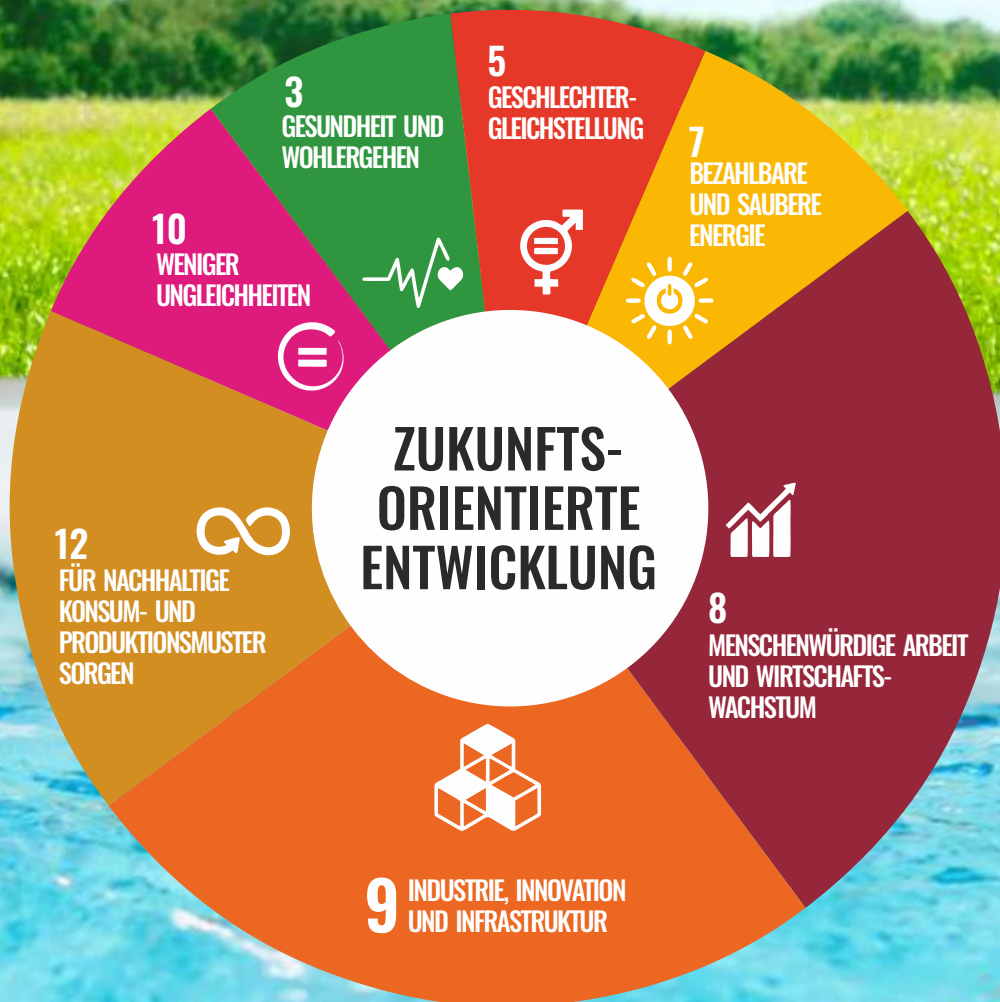 3
GESUNDHEIT UND
WOHLERGEHEN
5
GESCHLECHTER-
GLEICHSTELLUNG
7
BEZAHLBARE
UND SAUBERE
ENERGIE
10
WENIGER
UNGLEICHHEITEN
ZUKUNFTS-
ORIENTIERTE
ENTWICKLUNG
12
FÜR NACHHALTIGE
KONSUM- UND
PRODUKTIONSMUSTER
SORGEN
8
MENSCHENWÜRDIGE ARBEIT
UND WIRTSCHAFTS-
WACHSTUM
9 INDUSTRIE, INNOVATION
UND INFRASTRUKTUR